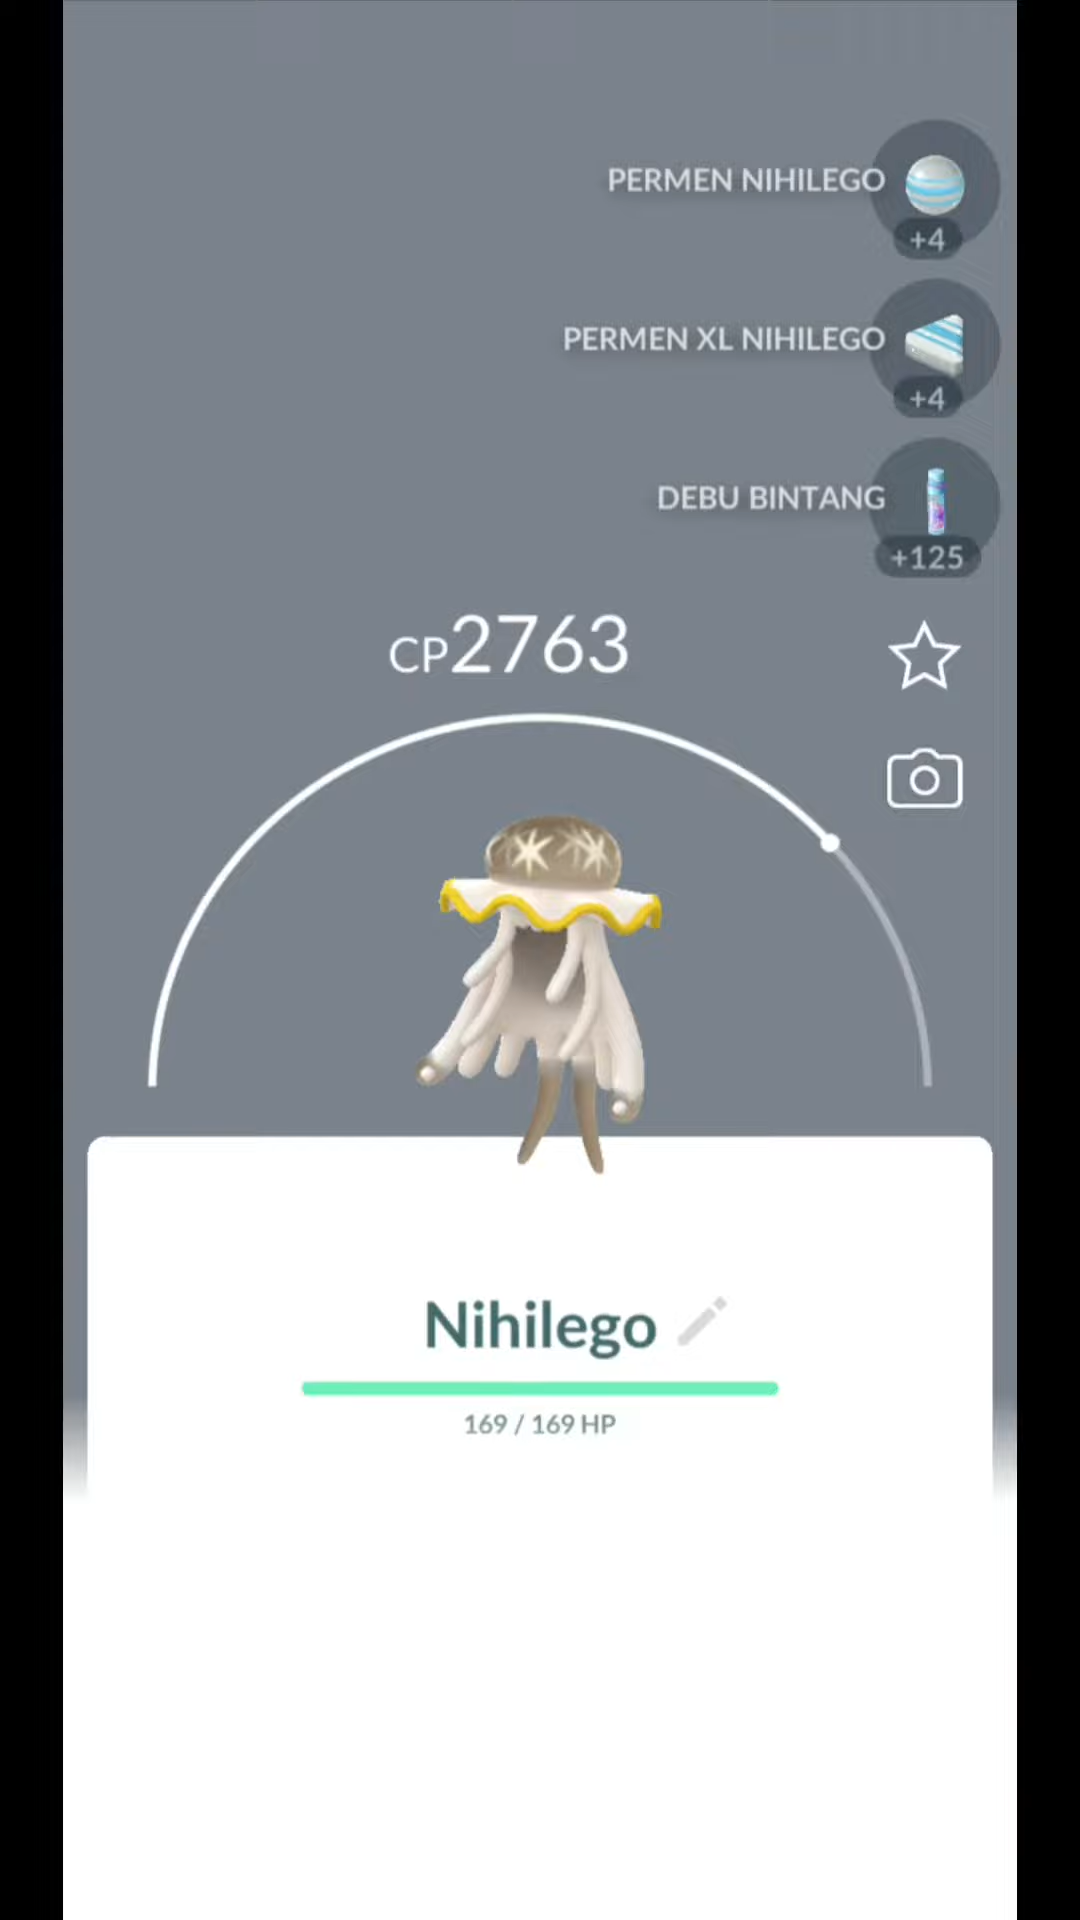 PERMEN NIHILEGO
+4
PERMEN XL NIHILEGO
+4
DEBU BINTANG
+125
CP2763
Nihilego
169 / 169 HP